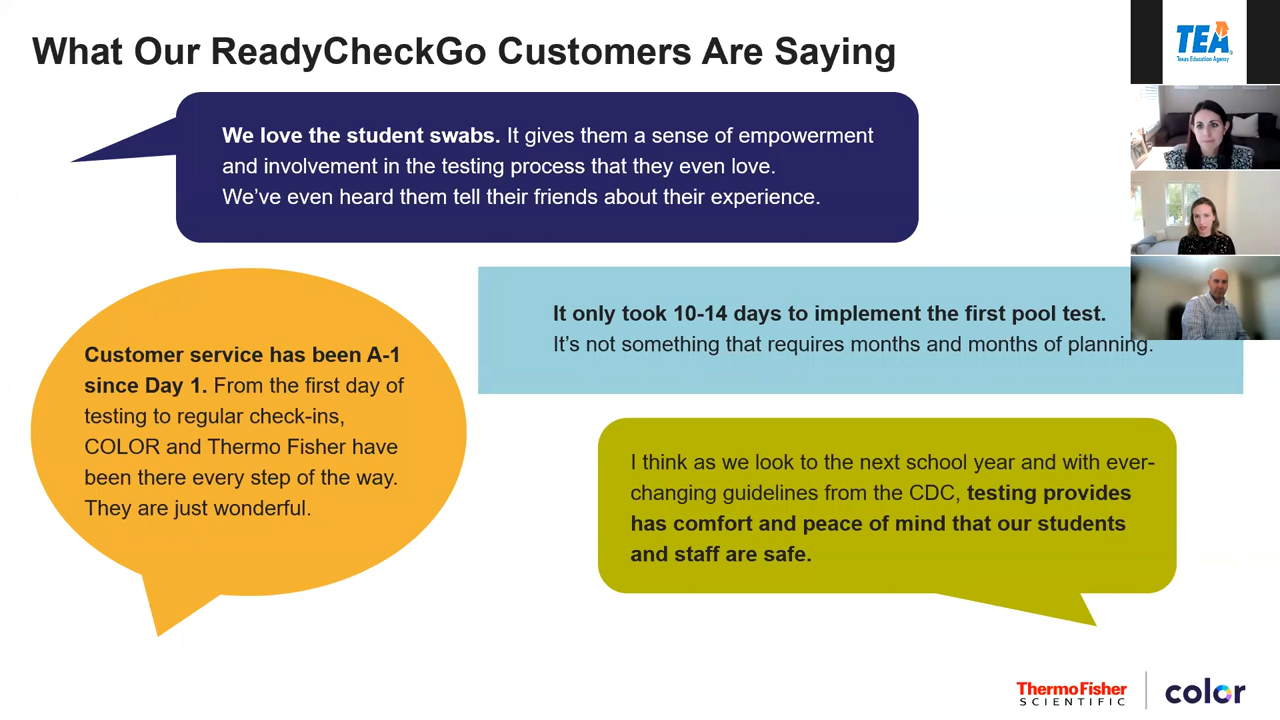 What Our ReadyCheckGo Customers Are Saying
TEA
Texas Education Agency
We love the student swabs. It gives them a sense of empowerment
and involvement in the testing process that they even love.
We’ve even heard them tell their friends about their experience.
It only took 10-14 days to implement the first pool test.
It’s not something that requires months and months of planning.
Customer service has been A-1
since Day 1. From the first day of
testing to regular check-ins,
COLOR and Thermo Fisher have
been there every step of the way.
They are just wonderful.
I think as we look to the next school year and with ever-
changing guidelines from the CDC, testing provides
has comfort and peace of mind that our students
and staff are safe.
ThermoFisher
SCIENTIFIC
color